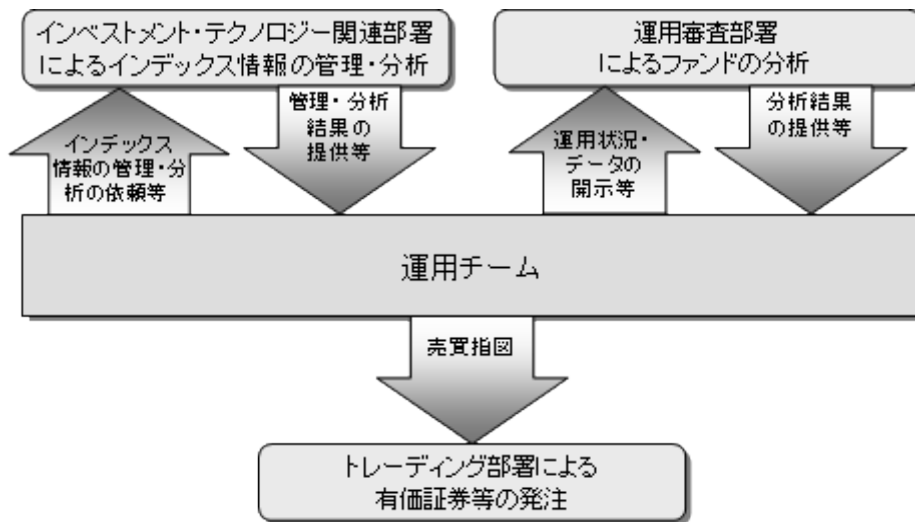 インベストメント・テクノロジー関連部署
によるインデックス情報の管理・分析
運用審査部署
によるファンドの分析
インデックス
情報の管理・分
析の依頼等
管理・分析
結果の
提供等
運用状況・
データの
開示等
分析結果
の提供等
運用チーム
売買指図
トレーディング部署による
有価証券等の発注